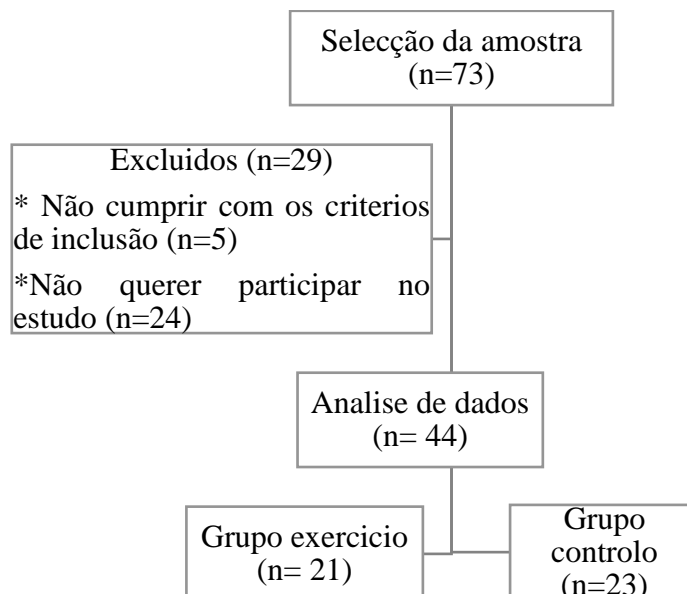 Selecção da amostra
(n=73)
Excluidos (n=29)
* Não cumprir com os criterios
de inclusão (n=5)
*Não querer participar no
estudo (n=24)
Analise de dados
(n= 44)
Grupo exercicio
(n= 21)
Grupo
controlo
(n=23)